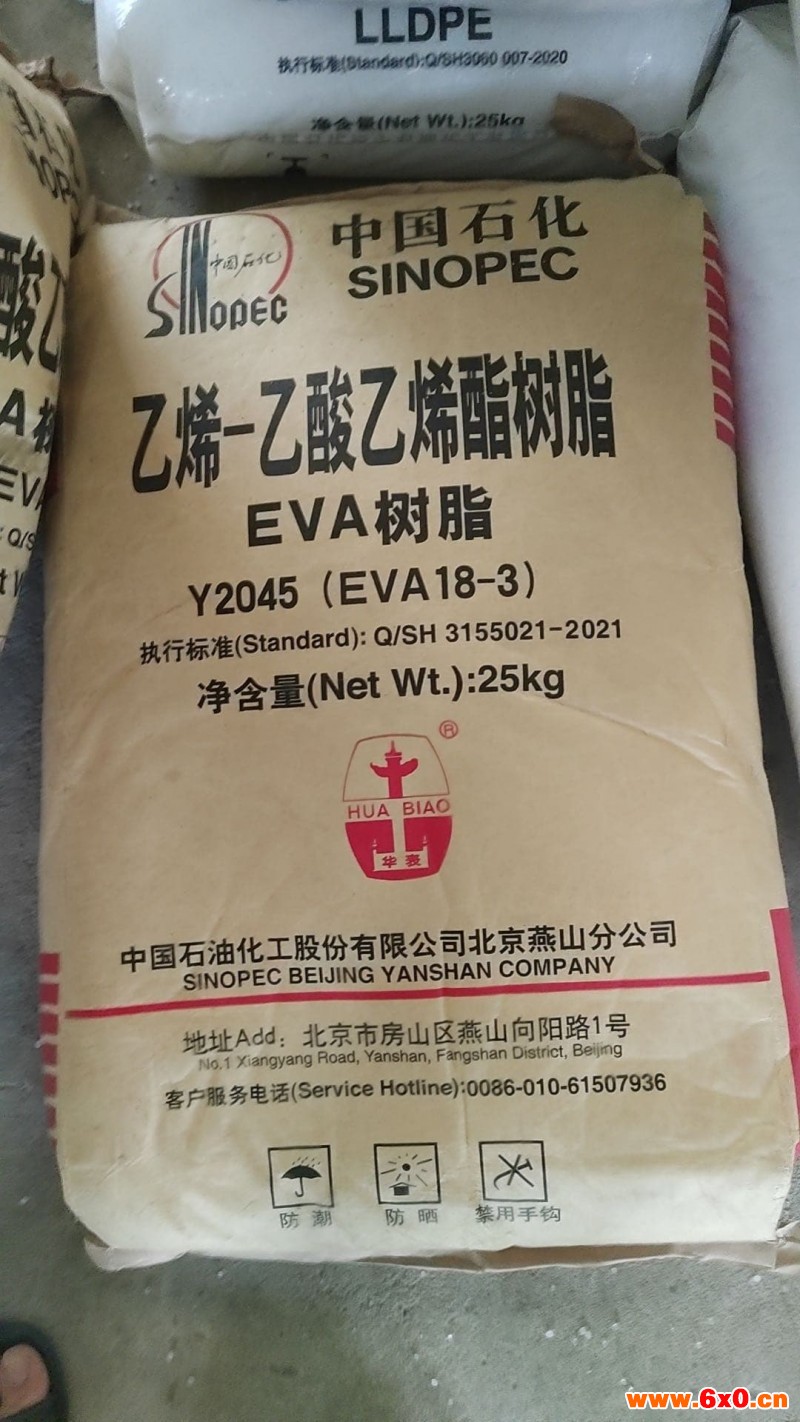 LLDPE
执行标准(Standard):Q/SH3060 007-2020
净含量(Net Wt.):25kg
SINOPEC
中国石化
中国石化
SINOPEC
乙烯-乙酸乙烯酯树脂
EVA树脂
Y2045 (EVA18-3)
执行标准(Standard): Q/SH 3155021-2021
净含量(Net Wt.):25kg
®
HUA BIAO
华表
中国石油化工股份有限公司北京燕山分公司
SINOPEC BEIJING YANSHAN COMPANY
地址Add: 北京市房山区燕山向阳路1号
No.1 Xiangyang Road, Yanshan, Fangshan District, Beijing
客户服务电话(Service Hotline):0086-010-61507936
防潮
防晒
禁用手钩
酸乙
EVA
www.6x0.cn